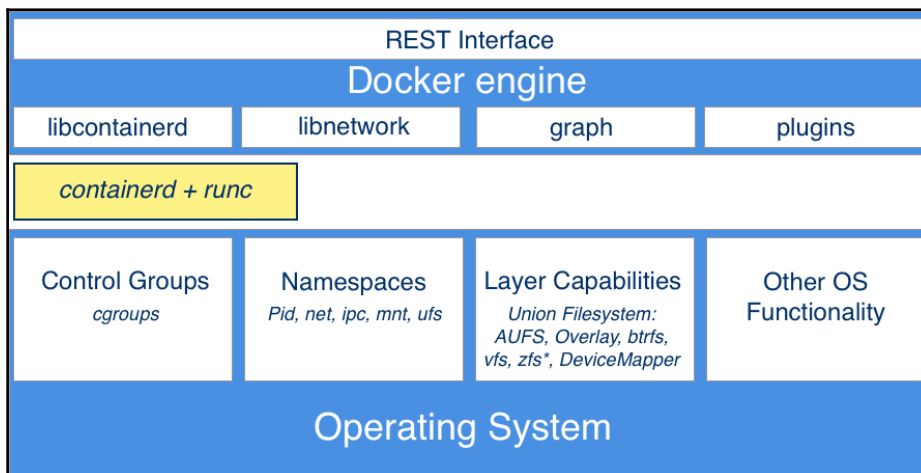 REST Interface
Docker engine
libcontainerd
libnetwork
graph
plugins
containerd + runc
Control Groups
cgroups
Namespaces
Pid, net, ipc, mnt, ufs
Layer Capabilities
Union Filesystem:
AUFS, Overlay, btrfs,
vfs, zfs*, DeviceMapper
Other OS
Functionality
Operating System